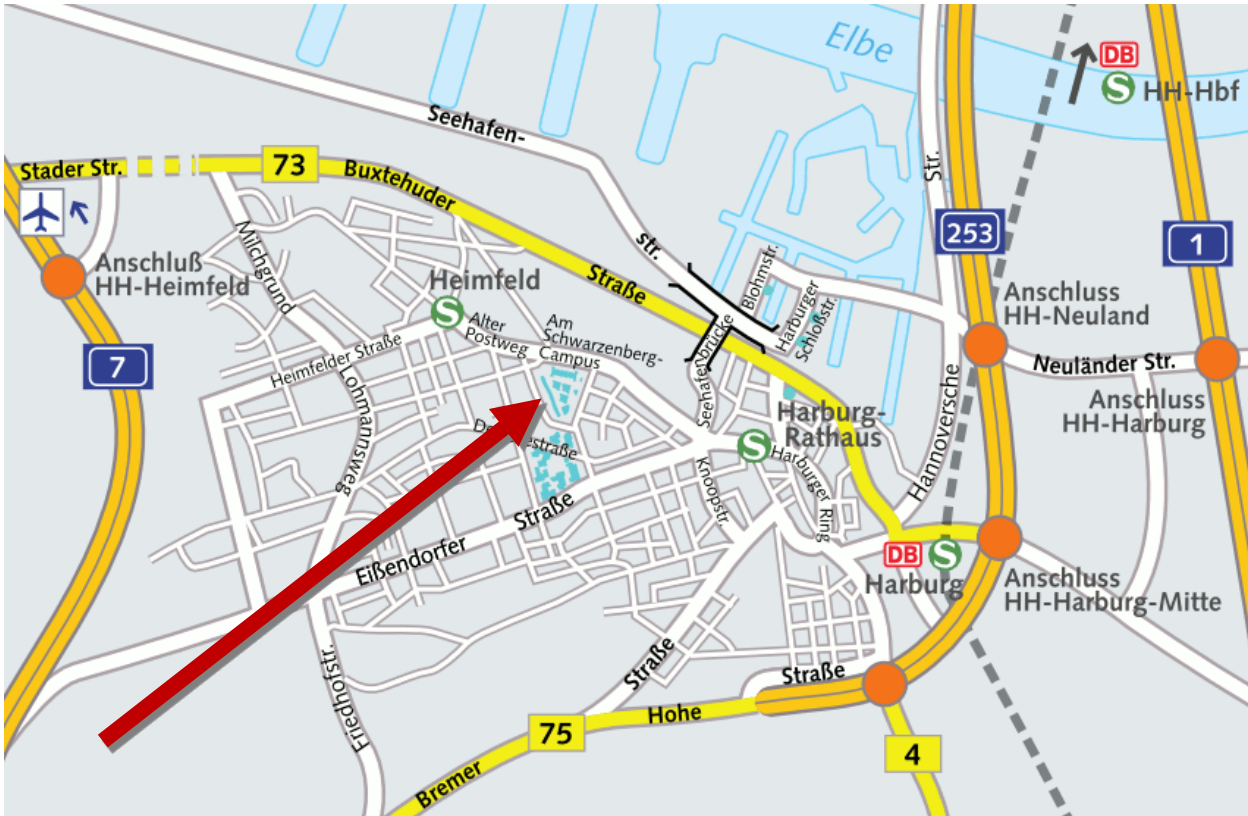 Elbe
DB
S HH-Hbf
Seehafen-
str.
Str.
Stader Str.
73
Buxtehuder
Straße
253
1
Milchgrund
Anschluß
HH-Heimfeld
Heimfeld
S
Blohmstr.
Harburger
Schloßstr.
Anschluss
HH-Neuland
7
Alter
Postweg
Am
Schwarzenberg-
Campus
Heimfelder Straße
Lohmannsweg
Seehafenbrücke
Neuländer Str.
Anschluss
HH-Harburg
Harburg-
Rathaus
S
Hannoversche
De
estraße
Harburger Ring
Knoopstr.
Eißendorfer
Straße
DB
S
Harburg
Anschluss
HH-Harburg-Mitte
Friedhofstr.
Straße
Straße
Hohe
75
4
Bremer